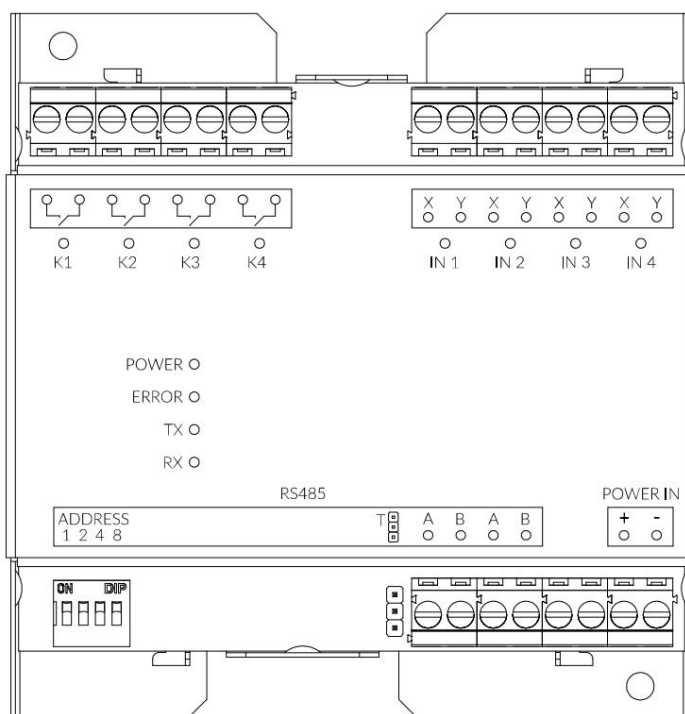 X Y X Y X Y X Y
K1 K2 K3 K4 IN 1 IN 2 IN 3 IN 4
POWER
ERROR
TX
RX
RS485 POWER IN
ADDRESS T A B A B + -
1 2 4 8
ON DIP